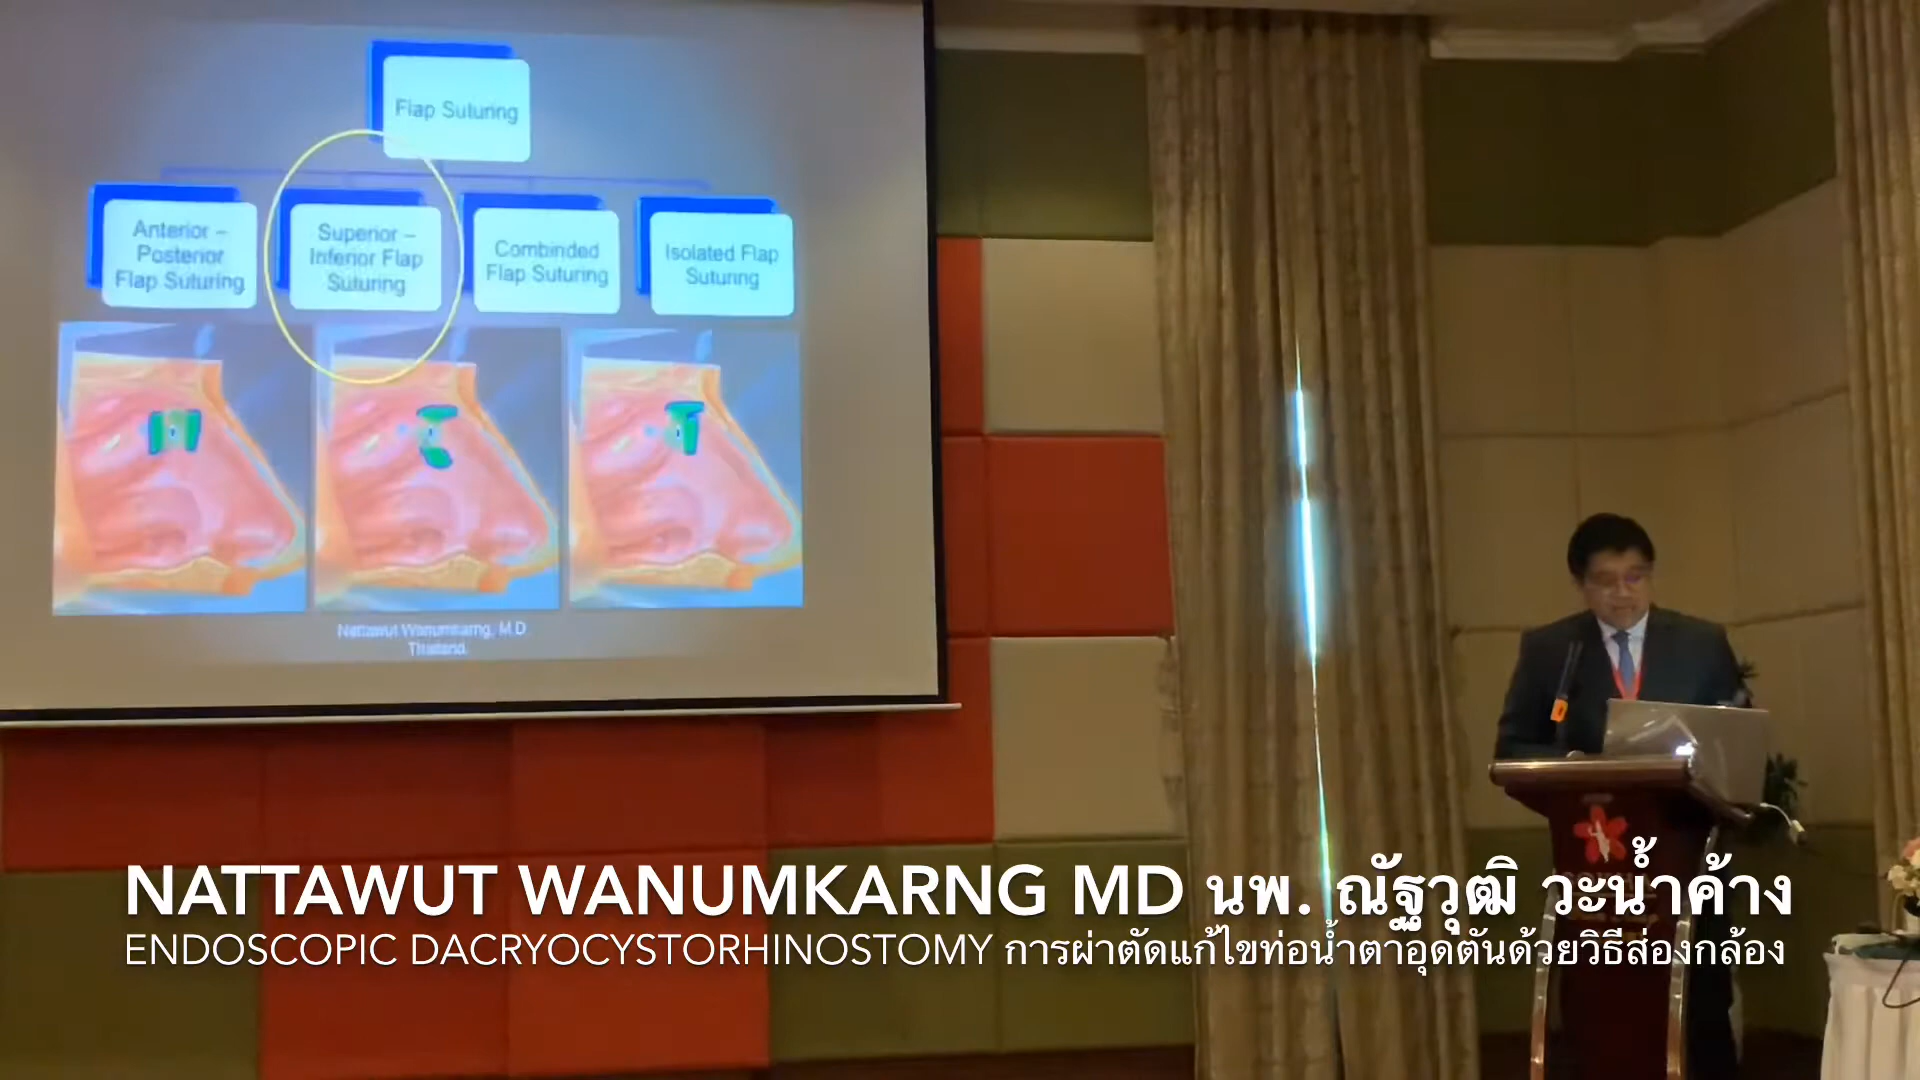 Flap Suturing
Anterior –
Posterior
Flap Suturing
Superior –
Inferior Flap
Suturing
Combinded
Flap Suturing
Isolated Flap
Suturing
Nattawut Wanumkarng, M.D
Thailand.
NATTAWUT WANUMKARNG MD นพ. ณัฐวุฒิ วะน้ำค้าง
ENDOSCOPIC DACRYOCYSTORHINOSTOMY การผ่าตัดแก้ไขท่อน้ำตาอุดตันด้วยวิธีส่องกล้อง